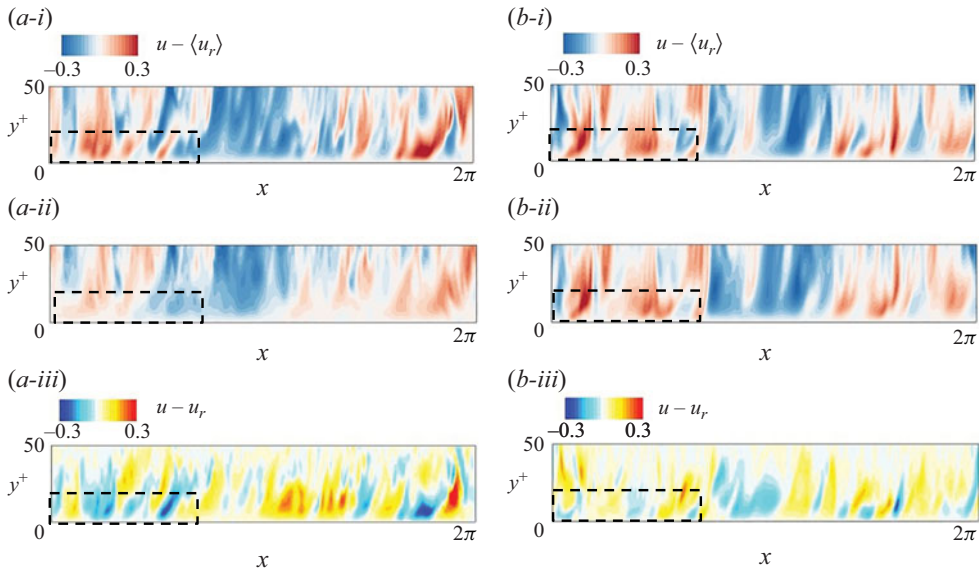 (a-i)
u − ⟨u_r⟩
−0.3 0.3
50
y⁺
0
x
2π
(b-i)
u − ⟨u_r⟩
−0.3 0.3
50
y⁺
0
x
2π
(a-ii)
50
y⁺
0
x
2π
(b-ii)
50
y⁺
0
x
2π
(a-iii)
u − u_r
−0.3 0.3
50
y⁺
0
x
2π
(b-iii)
u − u_r
−0.3 0.3
50
y⁺
0
x
2π